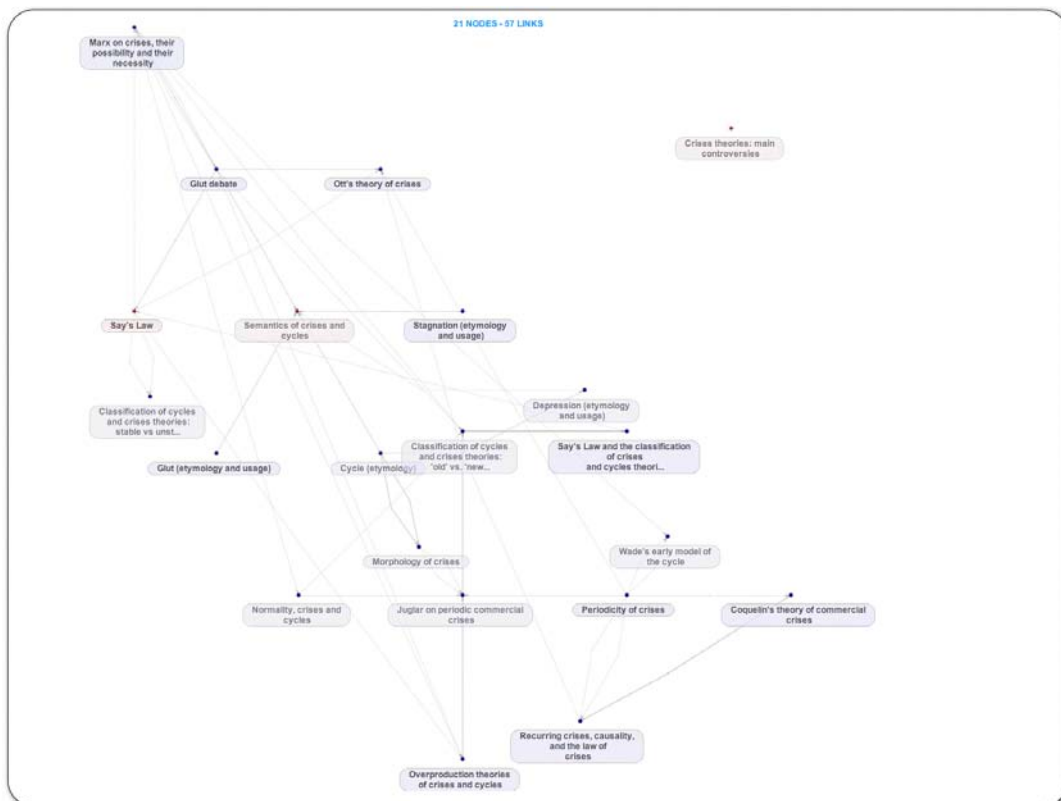 21 NODES - 57 LINKS
Marx on crises, their
possibility and their
necessity
Crises theories: main
controversies
Glut debate
Ott's theory of crises
Say's Law
Semantics of crises and
cycles
Stagnation (etymology
and usage)
Classification of cycles
and crises theories:
stable vs unst...
Depression (etymology
and usage)
Glut (etymology and usage)
Cycle (etymology)
Classification of cycles
and crises theories:
'old' vs. 'new...
Say's Law and the classification
of crises
and cycles theori...
Morphology of crises
Wade's early model of
the cycle
Normality, crises and
cycles
Juglar on periodic commercial
crises
Periodicity of crises
Coquelin's theory of commercial
crises
Recurring crises, causality,
and the law of
crises
Overproduction theories
of crises and cycles